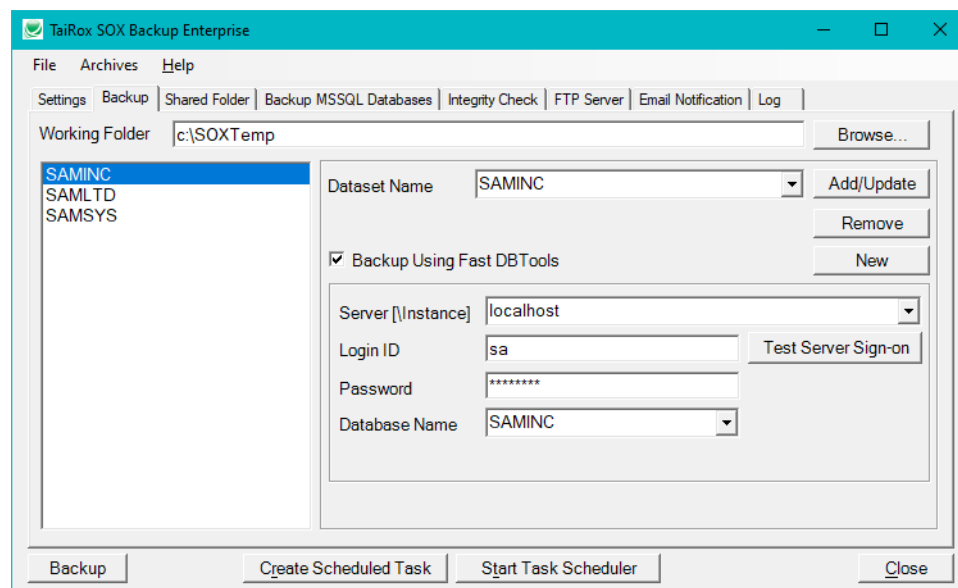 TaiRox SOX Backup Enterprise
File Archives Help
Settings Backup Shared Folder Backup MSSQL Databases Integrity Check FTP Server Email Notification Log
Working Folder c:\SOXTemp Browse...
SAMINC
SAMLTD
SAMSYS
Dataset Name SAMINC Add/Update
Remove
Backup Using Fast DBTools New
Server [\Instance] localhost
Login ID sa Test Server Sign-on
Password ********
Database Name SAMINC
Backup Create Scheduled Task Start Task Scheduler Close